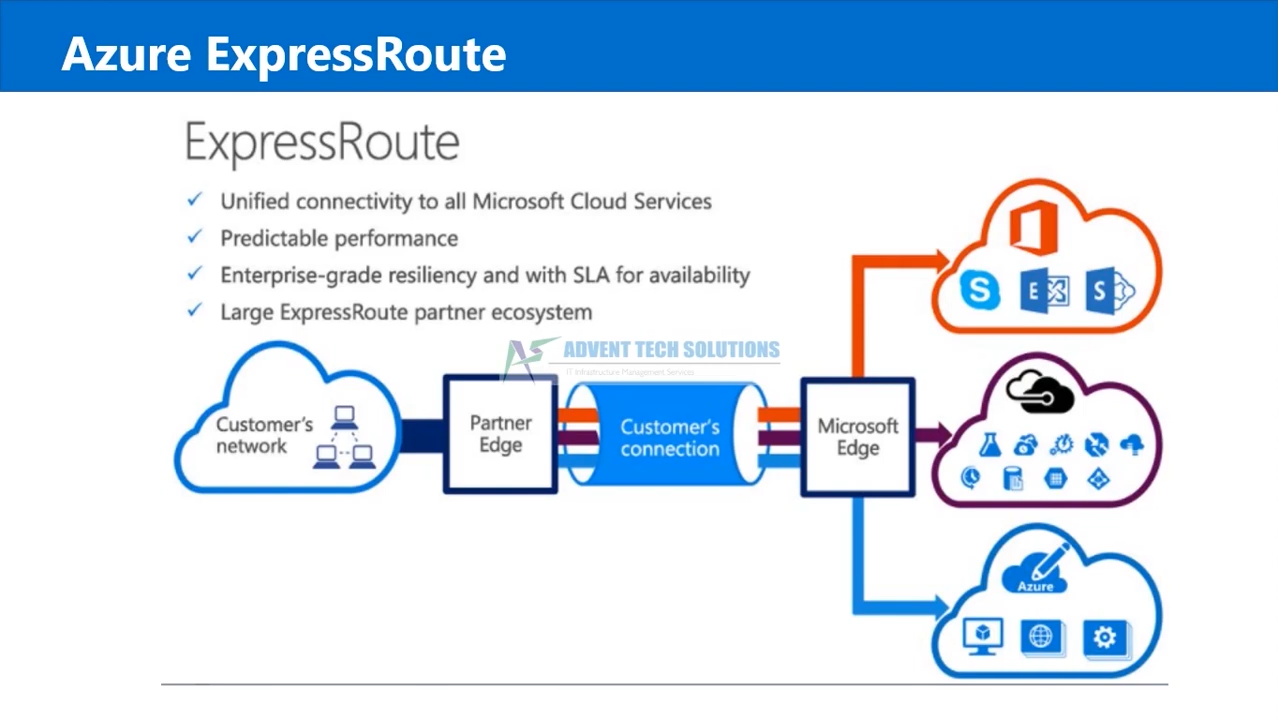 Azure ExpressRoute
ExpressRoute
Unified connectivity to all Microsoft Cloud Services
Predictable performance
Enterprise-grade resiliency and with SLA for availability
Large ExpressRoute partner ecosystem
ADVENT TECH SOLUTIONS
IT Infrastructure Management Services
Customer's
network
Partner
Edge
Customer's
connection
Microsoft
Edge
S
E
S
Azure